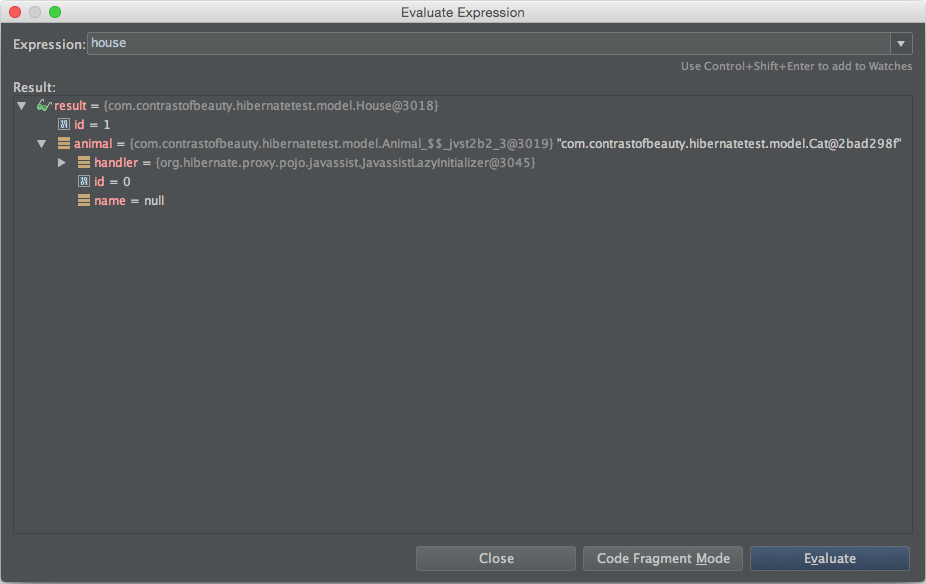 Evaluate Expression
Expression: house
Use Control+Shift+Enter to add to Watches
Result:
result = {com.contrastofbeauty.hibernatetest.model.House@3018}
id = 1
animal = {com.contrastofbeauty.hibernatetest.model.Animal_$$_jvst2b2_3@3019} "com.contrastofbeauty.hibernatetest.model.Cat@2bad298f"
handler = {org.hibernate.proxy.pojo.javassist.JavassistLazyInitializer@3045}
id = 0
name = null
Close Code Fragment Mode Evaluate